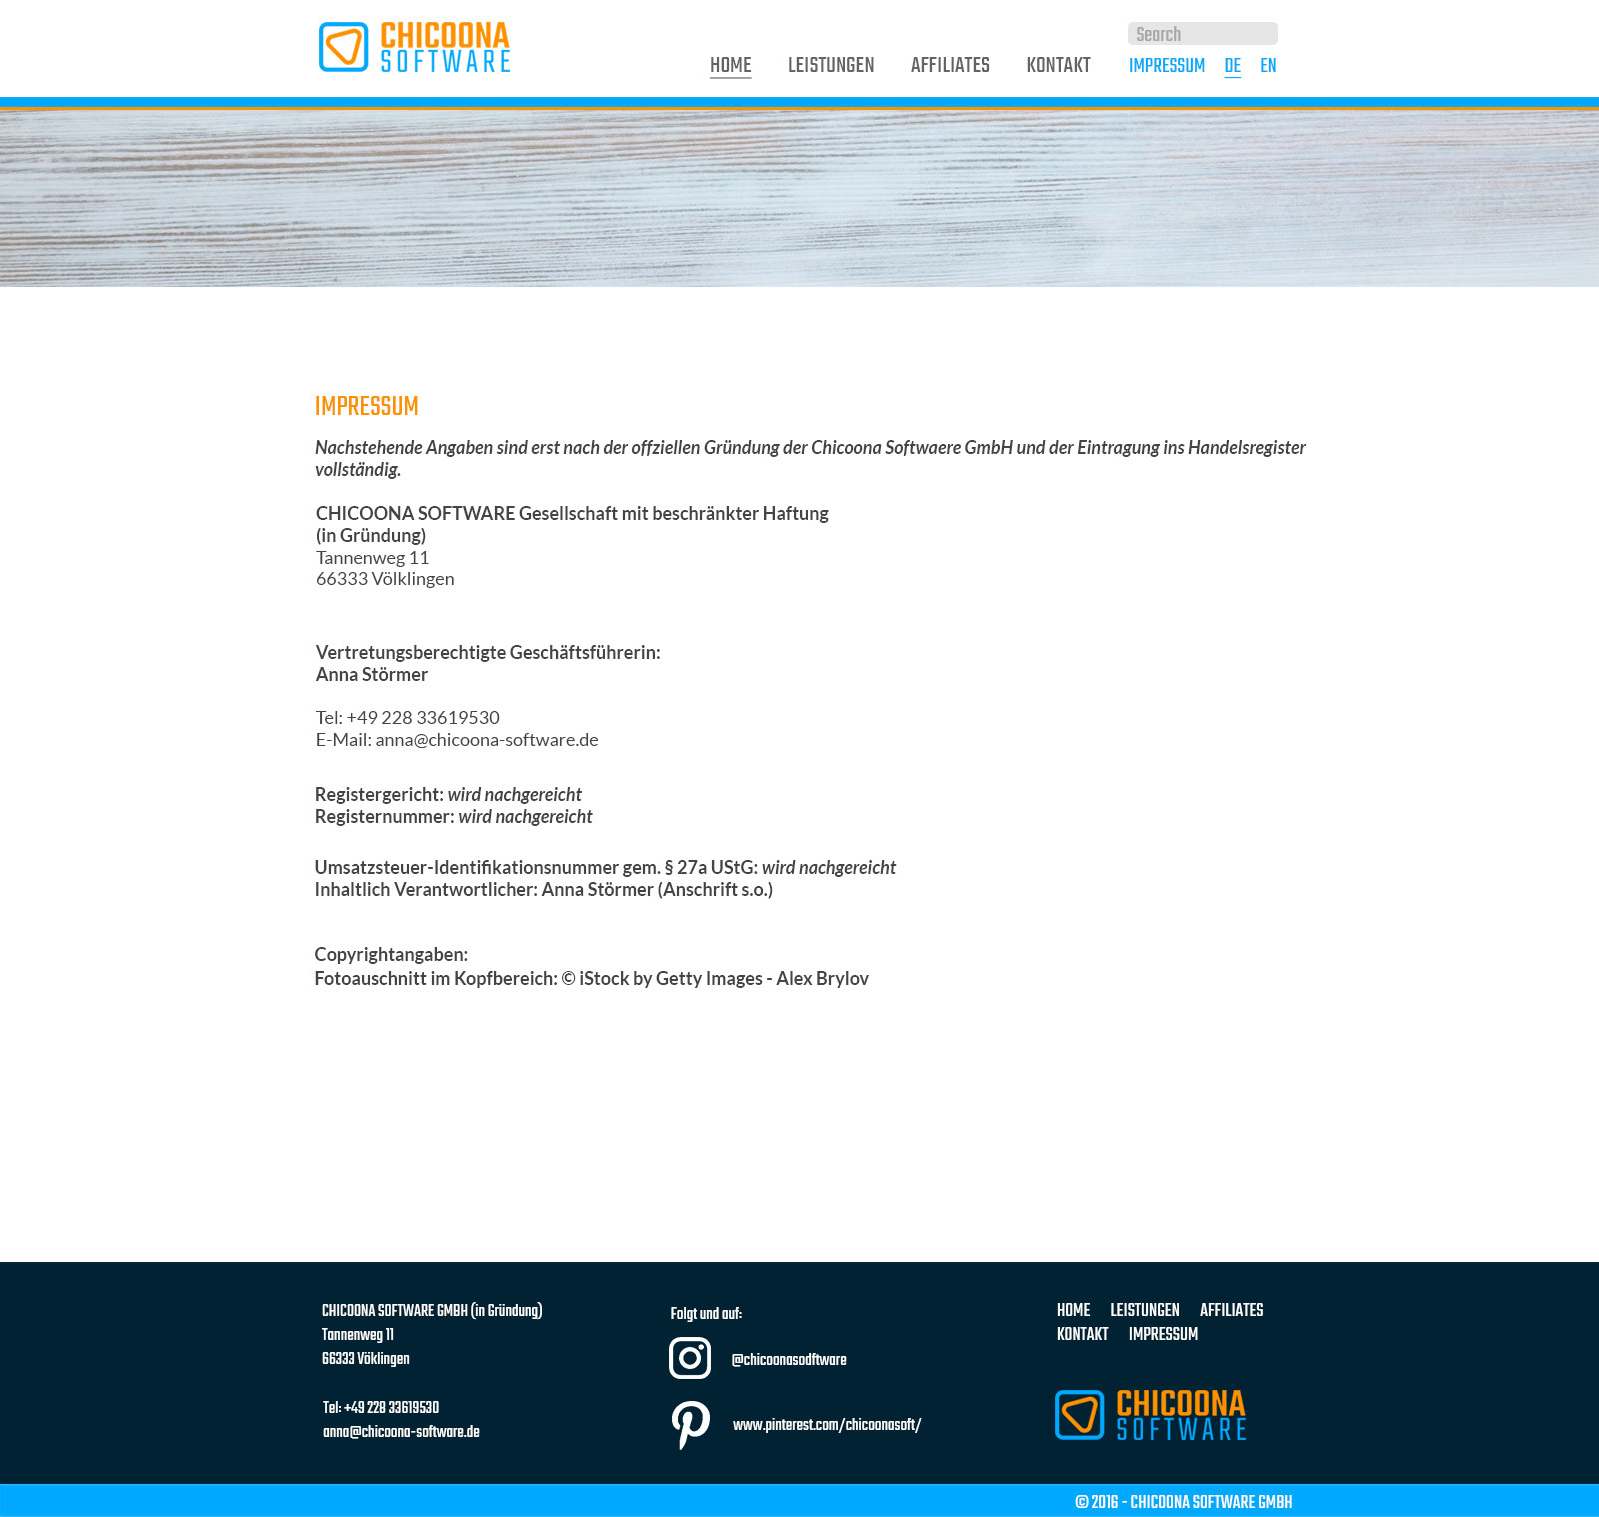 CHICOONA
SOFTWARE
Search
HOME LEISTUNGEN AFFILIATES KONTAKT IMPRESSUM DE EN
IMPRESSUM
Nachstehende Angaben sind erst nach der offziellen Gründung der Chicoona Softwaere GmbH und der Eintragung ins Handelsregister
vollständig.
CHICOONA SOFTWARE Gesellschaft mit beschränkter Haftung
(in Gründung)
Tannenweg 11
66333 Völklingen
Vertretungsberechtigte Geschäftsführerin:
Anna Störmer
Tel: +49 228 33619530
E-Mail: anna@chicoona-software.de
Registergericht: wird nachgereicht
Registernummer: wird nachgereicht
Umsatzsteuer-Identifikationsnummer gem. § 27a UStG: wird nachgereicht
Inhaltlich Verantwortlicher: Anna Störmer (Anschrift s.o.)
Copyrightangaben:
Fotoauschnitt im Kopfbereich: © iStock by Getty Images - Alex Brylov
CHICOONA SOFTWARE GMBH (in Gründung)
Tannenweg 11
66333 Vöklingen
Tel: +49 228 33619530
anna@chicoona-software.de
Folgt und auf:
@chicoonasodftware
www.pinterest.com/chicoonasoft/
HOME LEISTUNGEN AFFILIATES
KONTAKT IMPRESSUM
CHICOONA
SOFTWARE
© 2016 - CHICOONA SOFTWARE GMBH